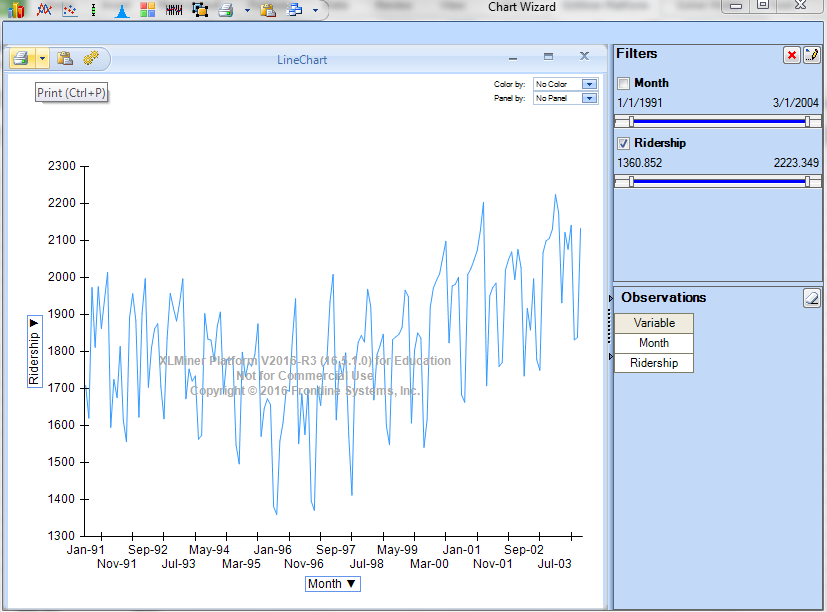 Chart Wizard
LineChart
Print (Ctrl+P)
Color by: No Color
Panel by: No Panel
2300
2200
2100
2000
1900
1800
1700
1600
1500
1400
1300
Ridership ▼
XLMiner Platform V2016-R3 (16.1.0) for Education
Not for Commercial Use
Copyright © 2016 Frontline Systems, Inc.
Jan-91 Sep-92 May-94 Jan-96 Sep-97 May-99 Jan-01 Sep-02
Nov-91 Jul-93 Mar-95 Nov-96 Jul-98 Mar-00 Nov-01 Jul-03
Month ▼
Filters
Month
1/1/1991 3/1/2004
Ridership
1360.852 2223.349
Observations
Variable
Month
Ridership